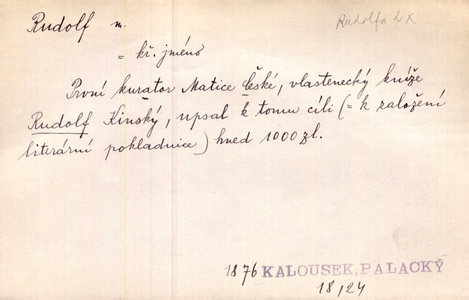 Rudolf m.
Rudolfa 2 X
= kř. jméno
První kurator Matice České, vlastenecký kníže
Rudolf Kinský, upsal k tomu cíli (= k založení
literární pokladnice) hned 1000 zl.
1876 KALOUSEK, PALACKÝ
18/24